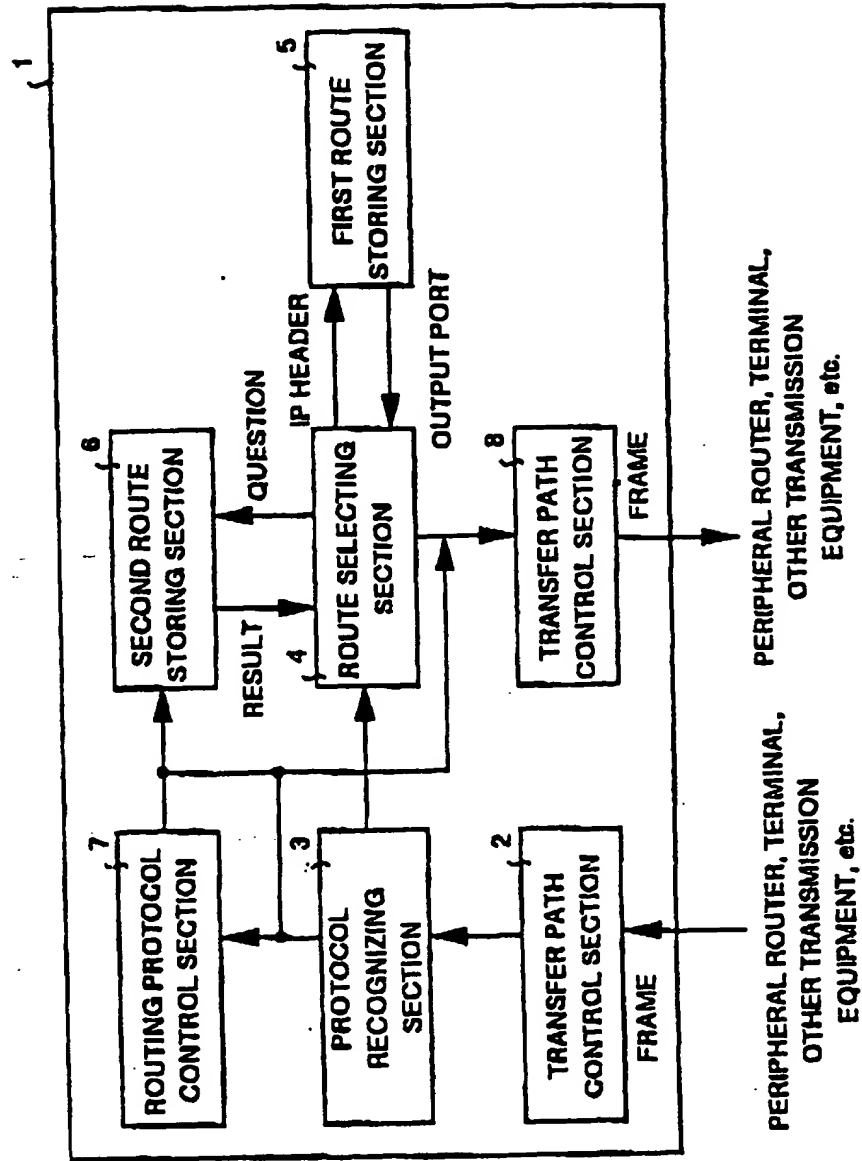 1
7
ROUTING PROTOCOL
CONTROL SECTION
6
SECOND ROUTE
STORING SECTION
RESULT
QUESTION
3
PROTOCOL
RECOGNIZING
SECTION
4
ROUTE SELECTING
SECTION
IP HEADER
OUTPUT PORT
5
FIRST ROUTE
STORING SECTION
2
TRANSFER PATH
CONTROL SECTION
FRAME
8
TRANSFER PATH
CONTROL SECTION
FRAME
PERIPHERAL ROUTER, TERMINAL,
OTHER TRANSMISSION
EQUIPMENT, etc.
PERIPHERAL ROUTER, TERMINAL,
OTHER TRANSMISSION
EQUIPMENT, etc.